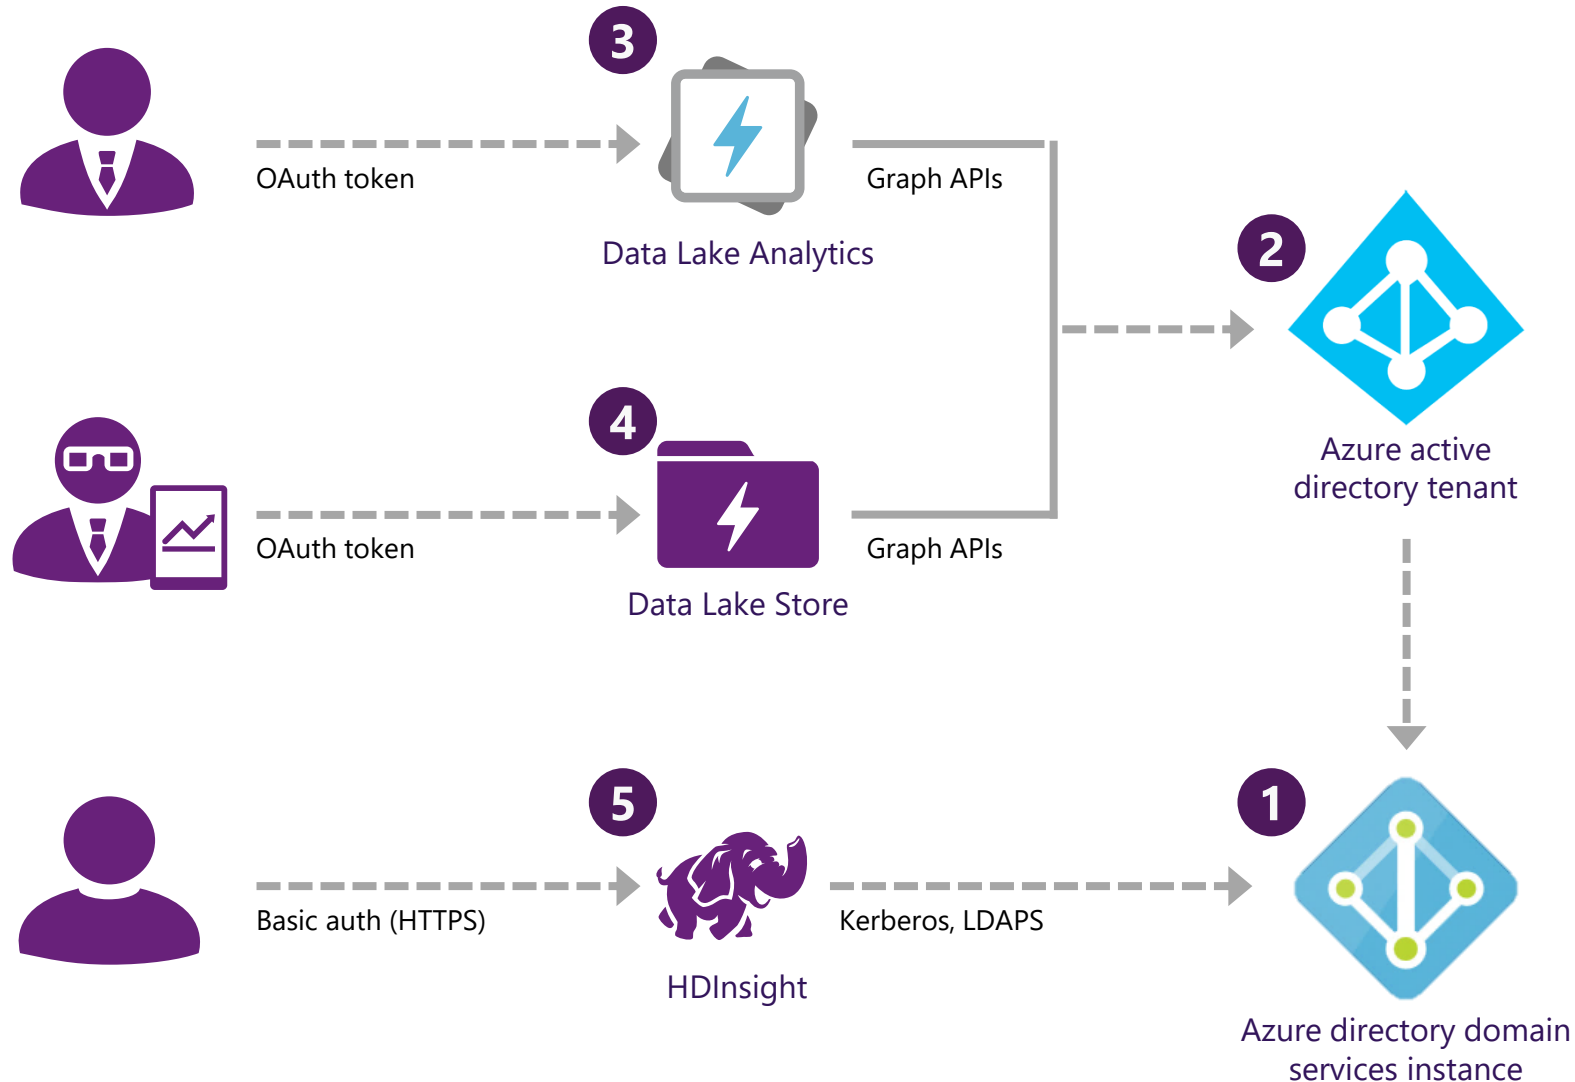 3
OAuth token
Graph APIs
Data Lake Analytics
2
Azure active
directory tenant
4
OAuth token
Graph APIs
Data Lake Store
5
1
Basic auth (HTTPS)
Kerberos, LDAPS
HDInsight
Azure directory domain
services instance